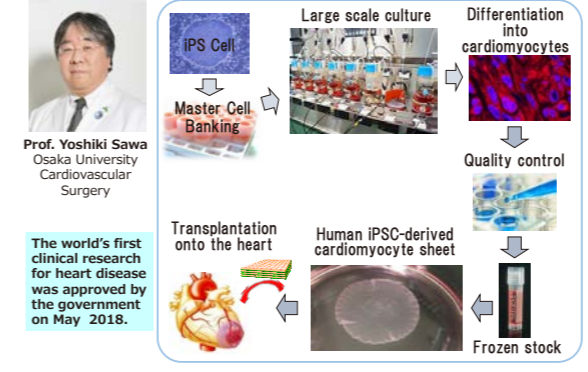 Prof. Yoshiki Sawa
Osaka University
Cardiovascular
Surgery
The world's first
clinical research
for heart disease
was approved by
the government
on May 2018.
iPS Cell
Master Cell
Banking
Large scale culture
Differentiation
into
cardiomyocytes
Quality control
Frozen stock
Human iPSC-derived
cardiomyocyte sheet
Transplantation
onto the heart